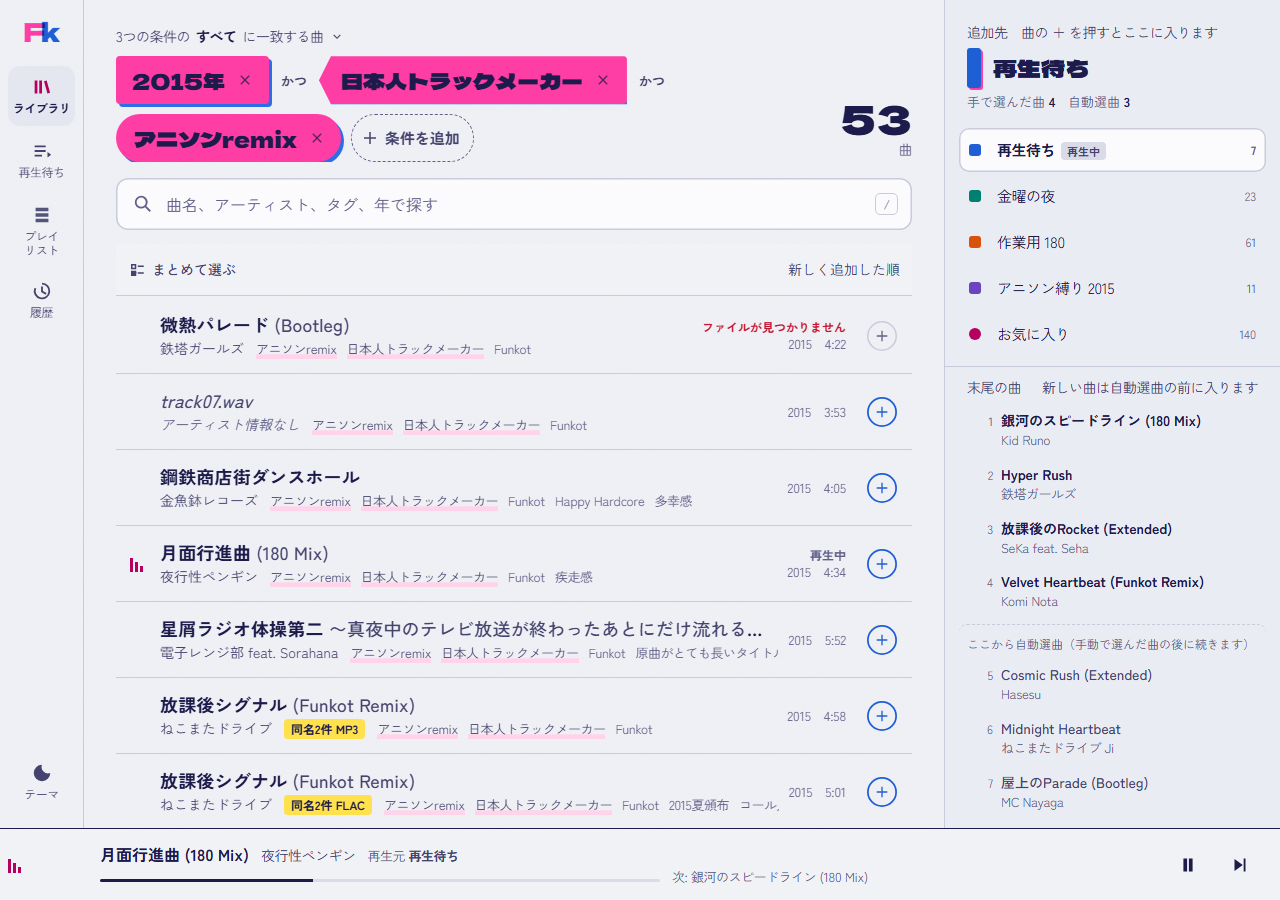 Fk
ライブラリ
再生待ち
プレイ
リスト
履歴
テーマ
3つの条件の すべて に一致する曲
2015年 × かつ 日本人トラックメーカー × かつ
アニソンremix × + 条件を追加
53
曲
曲名、アーティスト、タグ、年で探す /
まとめて選ぶ 新しく追加した順
微熱パレード (Bootleg) ファイルが見つかりません
鉄塔ガールズ アニソンremix 日本人トラックメーカー Funkot 2015 4:22
track07.wav
アーティスト情報なし アニソンremix 日本人トラックメーカー Funkot 2015 3:53
鋼鉄商店街ダンスホール
金魚鉢レコーズ アニソンremix 日本人トラックメーカー Funkot Happy Hardcore 多幸感 2015 4:05
月面行進曲 (180 Mix) 再生中
夜行性ペンギン アニソンremix 日本人トラックメーカー Funkot 疾走感 2015 4:34
星屑ラジオ体操第二 〜真夜中のテレビ放送が終わったあとにだけ流れる…
電子レンジ部 feat. Sorahana アニソンremix 日本人トラックメーカー Funkot 原曲がとても長いタイトル 2015 5:52
放課後シグナル (Funkot Remix)
ねこまたドライブ 同名2件 MP3 アニソンremix 日本人トラックメーカー Funkot 2015 4:58
放課後シグナル (Funkot Remix)
ねこまたドライブ 同名2件 FLAC アニソンremix 日本人トラックメーカー Funkot 2015夏頒布 コール 2015 5:01
追加先 曲の + を押すとここに入ります
再生待ち
手で選んだ曲 4 自動選曲 3
再生待ち 再生中 7
金曜の夜 23
作業用 180 61
アニソン縛り 2015 11
お気に入り 140
末尾の曲 新しい曲は自動選曲の前に入ります
1 銀河のスピードライン (180 Mix)
Kid Runo
2 Hyper Rush
鉄塔ガールズ
3 放課後のRocket (Extended)
SeKa feat. Seha
4 Velvet Heartbeat (Funkot Remix)
Komi Nota
ここから自動選曲（手動で選んだ曲の後に続きます）
5 Cosmic Rush (Extended)
Hasesu
6 Midnight Heartbeat
ねこまたドライブ Ji
7 屋上のParade (Bootleg)
MC Nayaga
月面行進曲 (180 Mix) 夜行性ペンギン 再生元 再生待ち
次: 銀河のスピードライン (180 Mix)